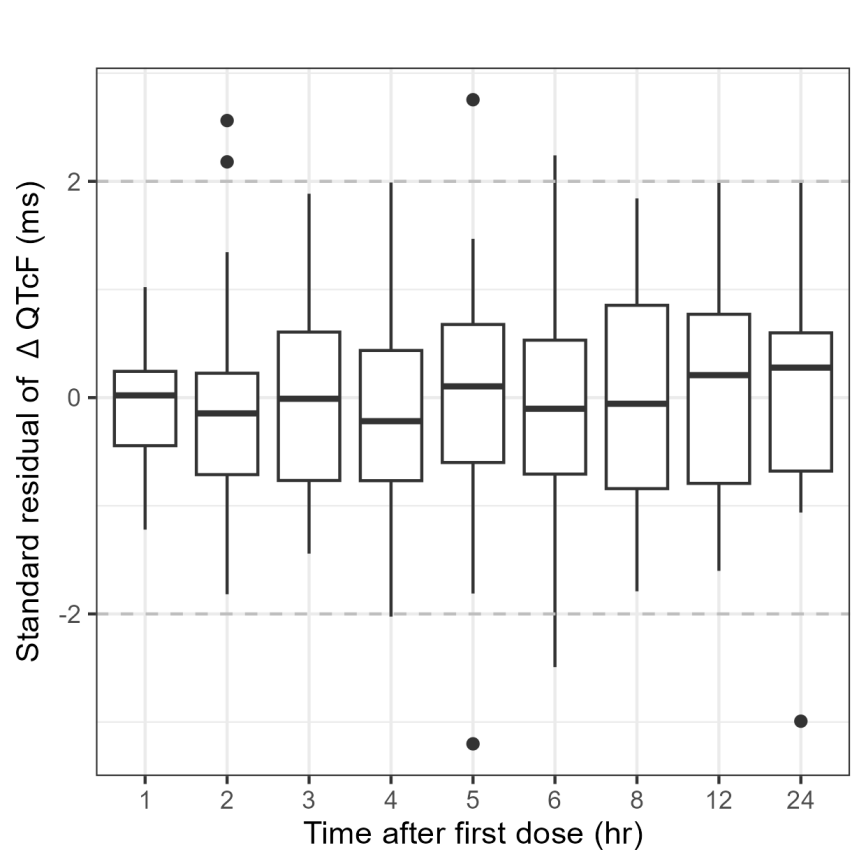 Standard residual of Δ QTcF (ms)
2
0
-2
1 2 3 4 5 6 8 12 24
Time after first dose (hr)